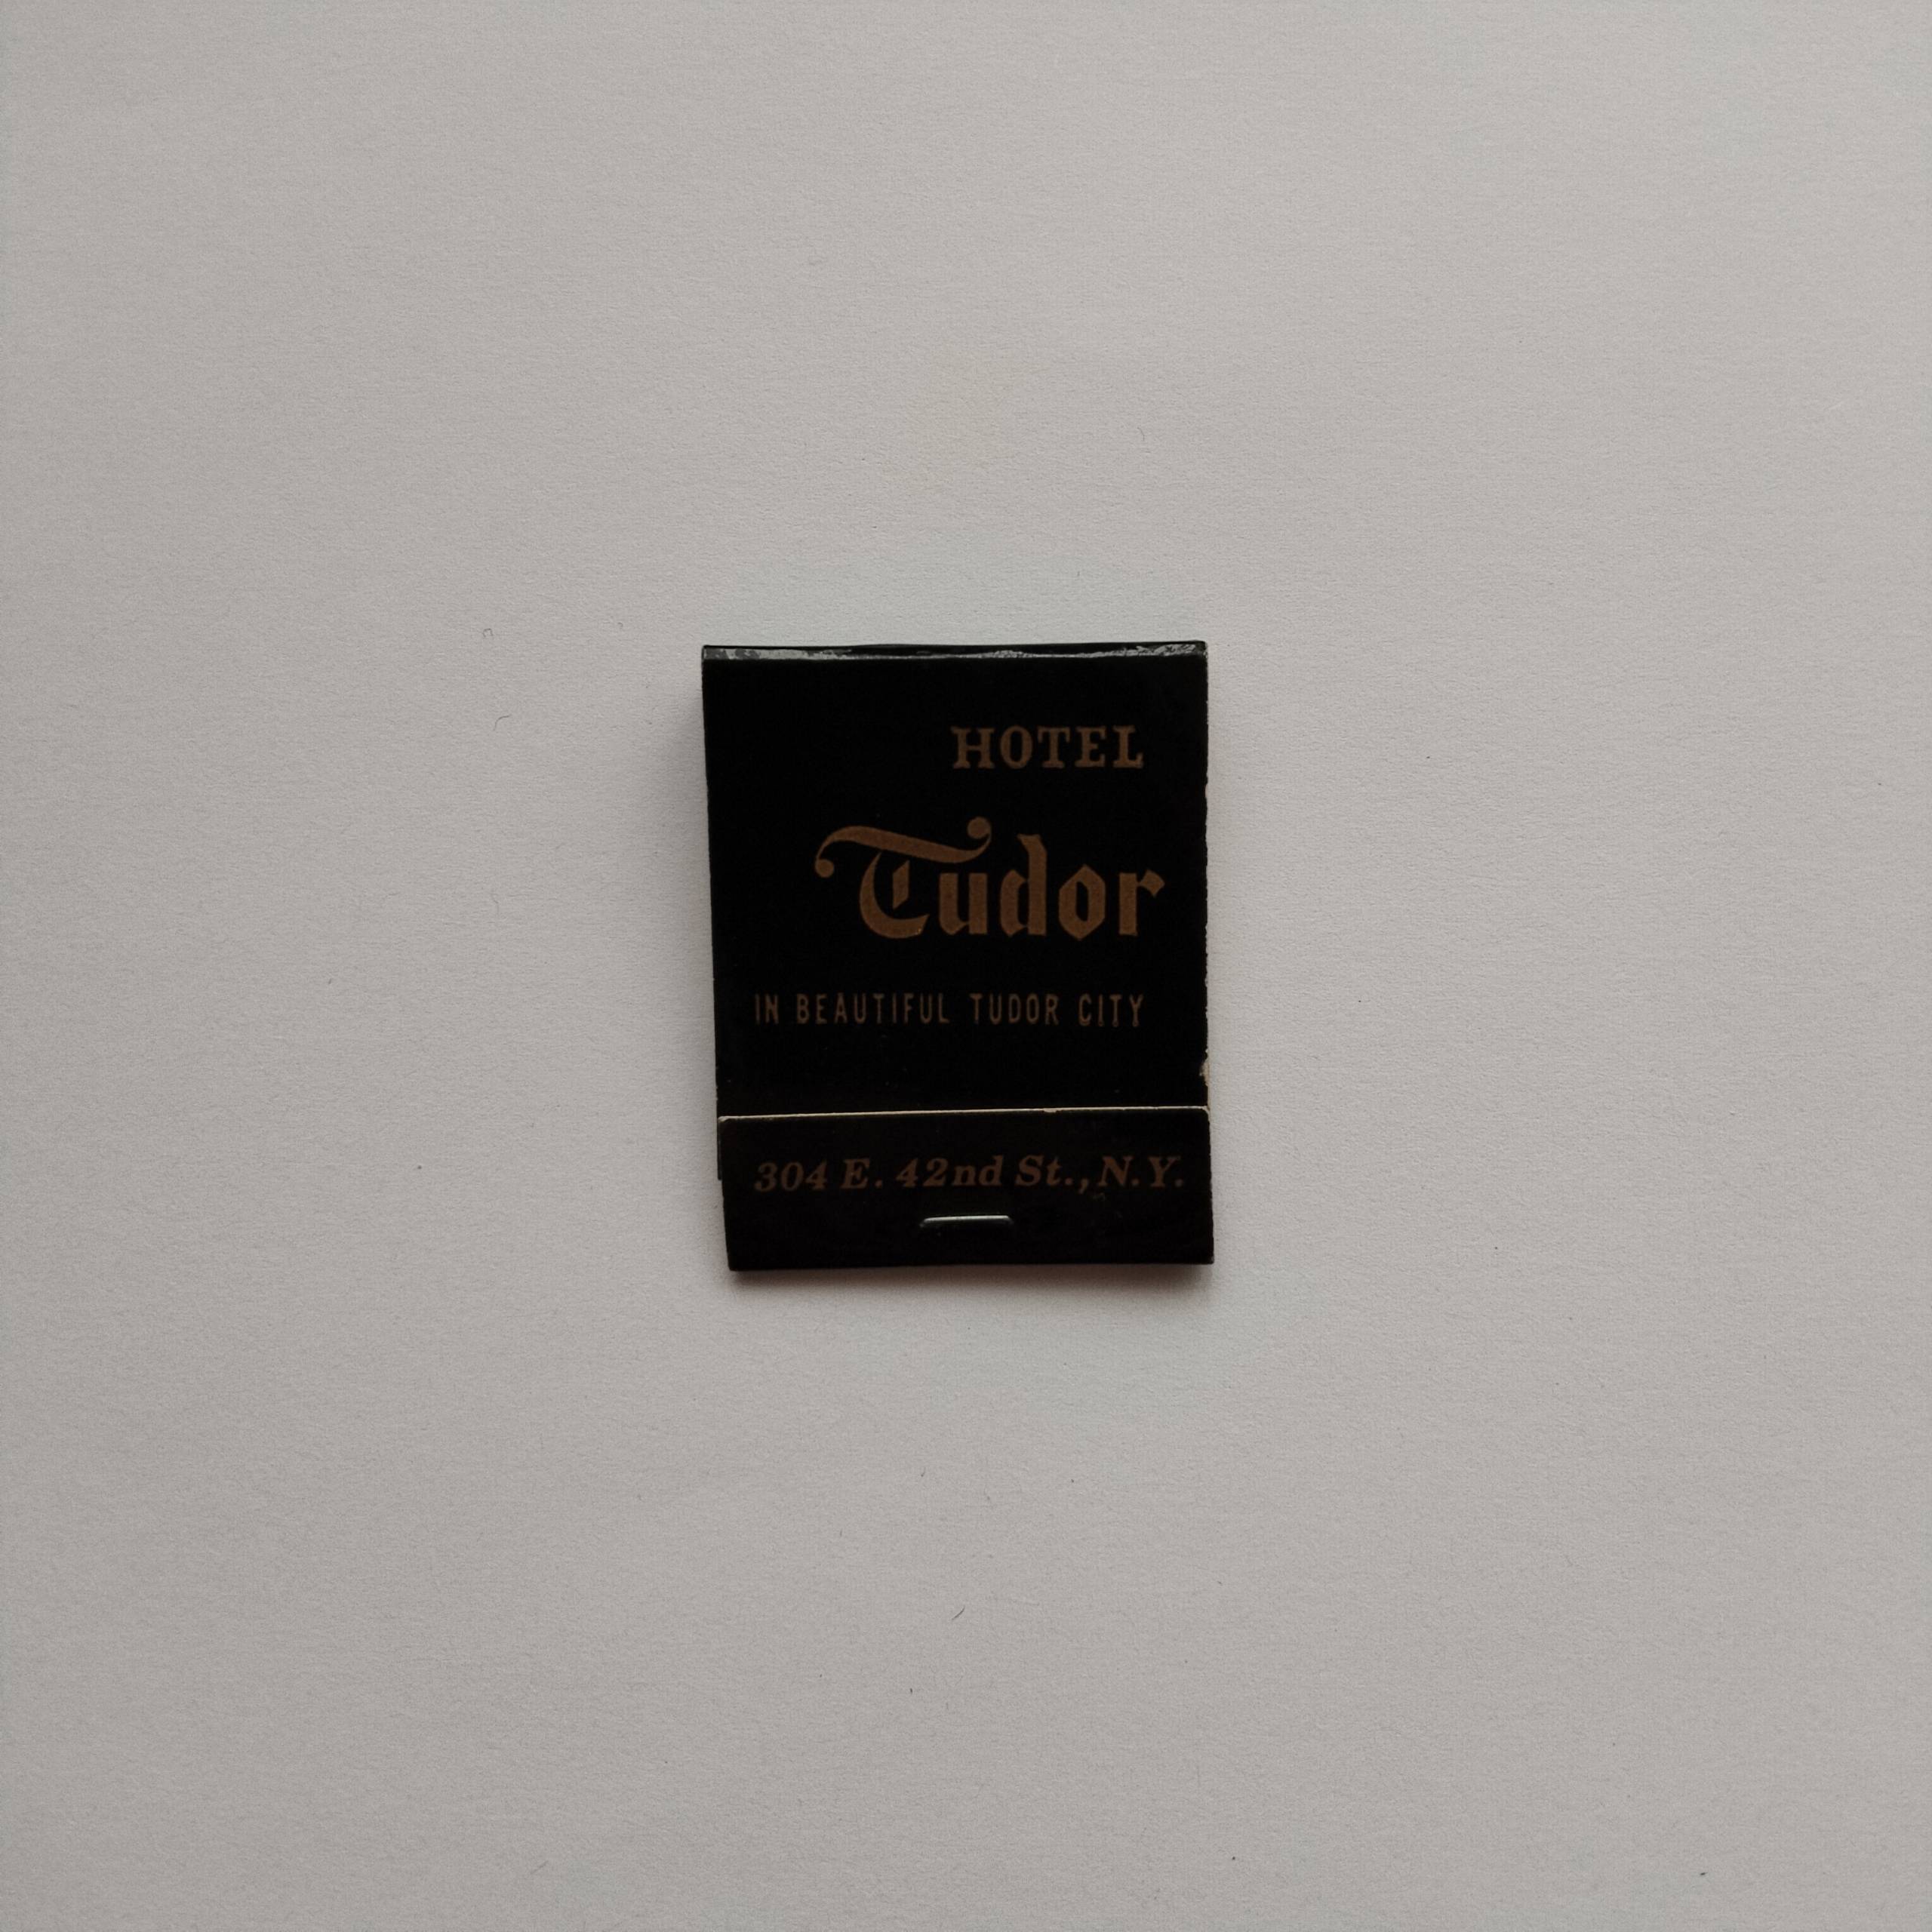 HOTEL
Tudor
IN BEAUTIFUL TUDOR CITY
304 E. 42nd St., N.Y.